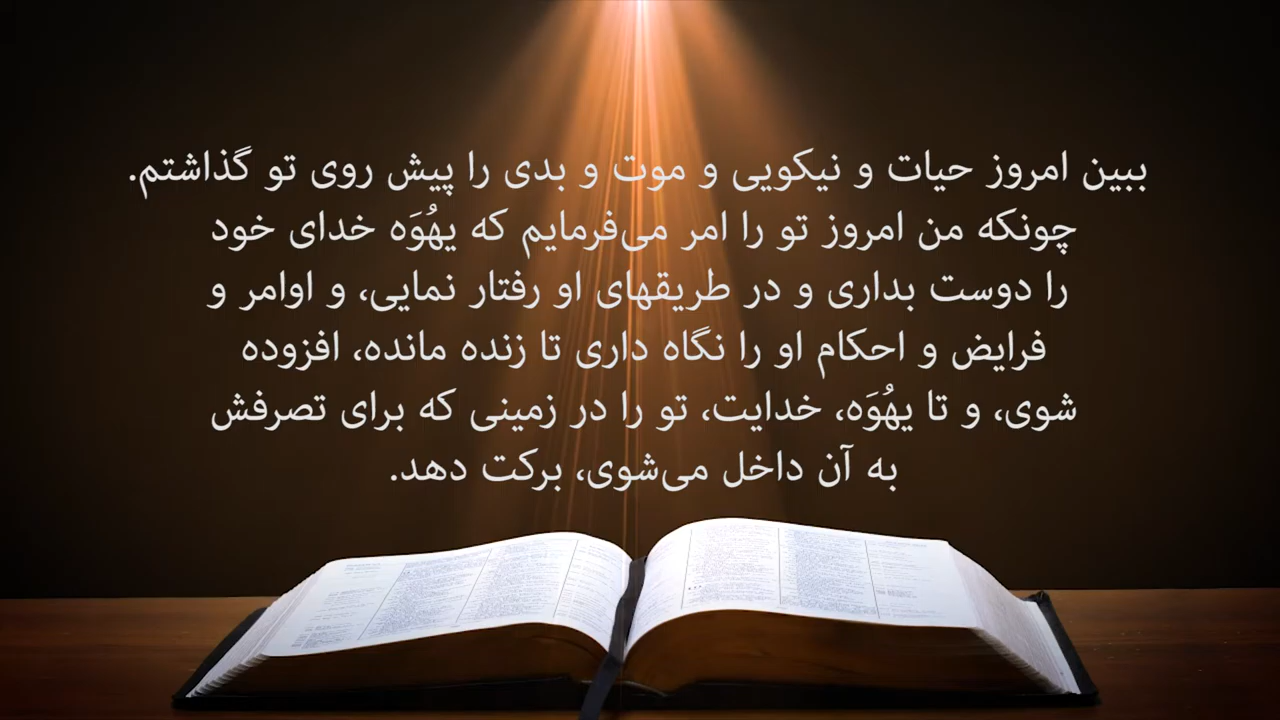 ببین امروز حیات و نیکویی و موت و بدی را پیش روی تو گذاشتم.
چونکه من امروز تو را امر می‌فرمایم که یهُوَه خدای خود
را دوست بداری و در طریقهای او رفتار نمایی، و اوامر و
فرایض و احکام او را نگاه داری تا زنده مانده، افزوده
شوی، و تا یهُوَه، خدایت، تو را در زمینی که برای تصرفش
به آن داخل می‌شوی، برکت دهد.